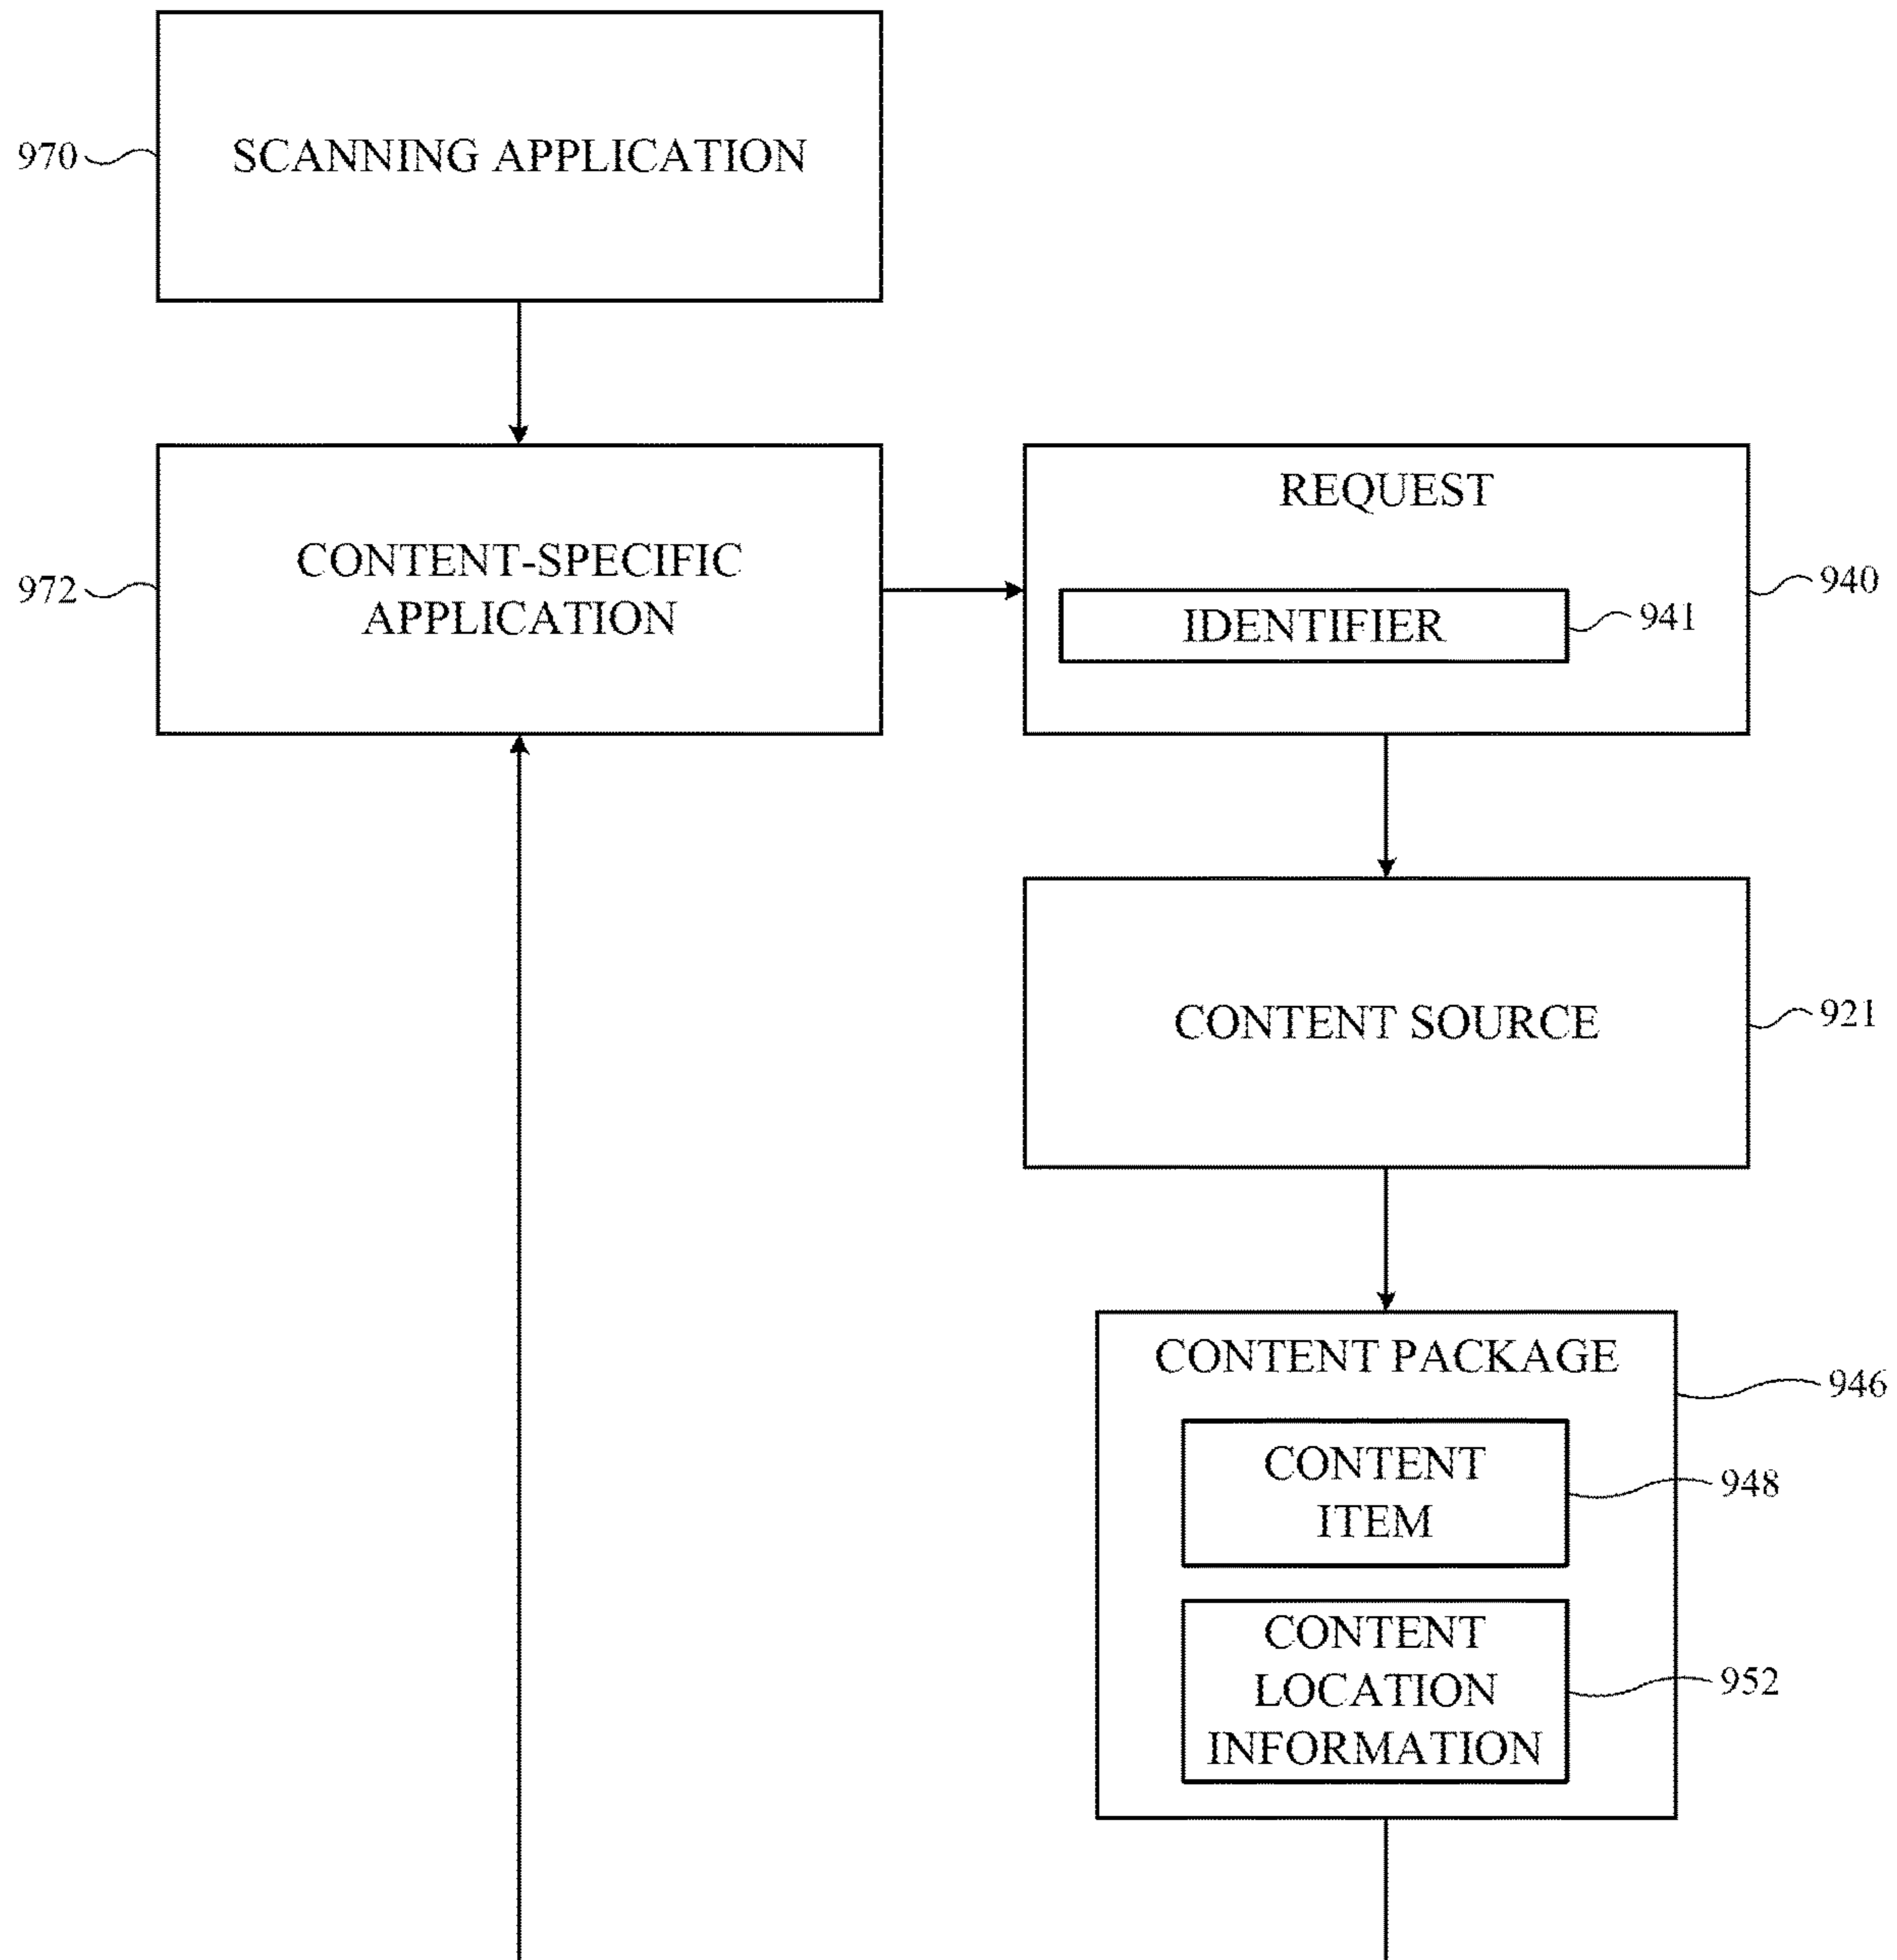 970
SCANNING APPLICATION
972
CONTENT-SPECIFIC
APPLICATION
REQUEST
940
IDENTIFIER
941
CONTENT SOURCE
921
CONTENT PACKAGE
946
CONTENT
ITEM
948
CONTENT
LOCATION
INFORMATION
952